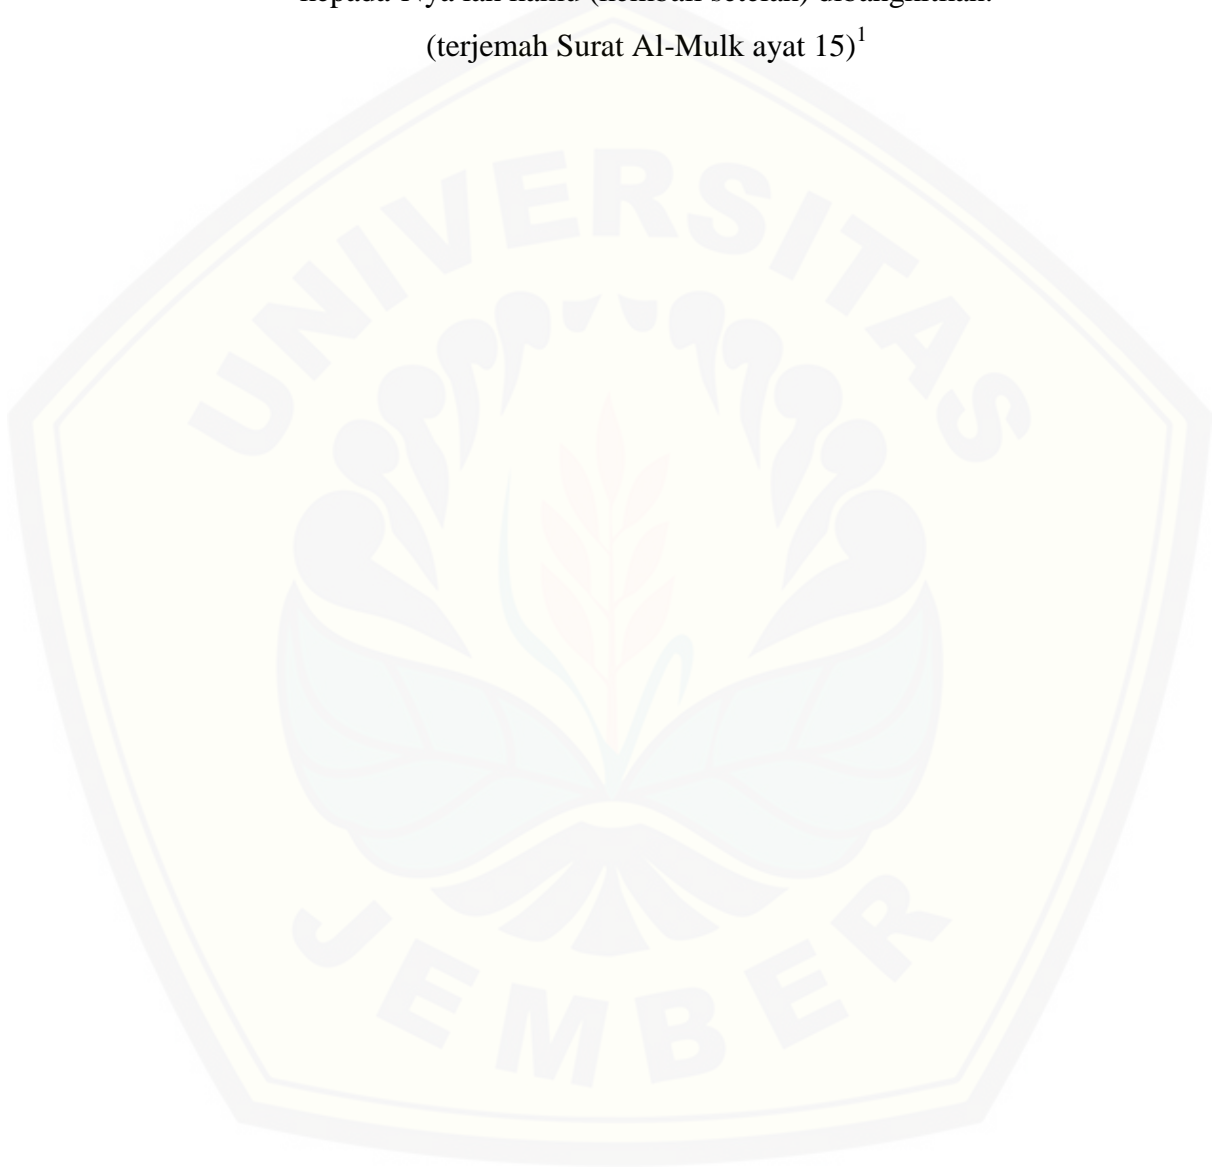 kepada-Nya lah kamu (kembali setelah) dibangkitkan.
(terjemah Surat Al-Mulk ayat 15)1
UNIVERSITAS
JEMBER